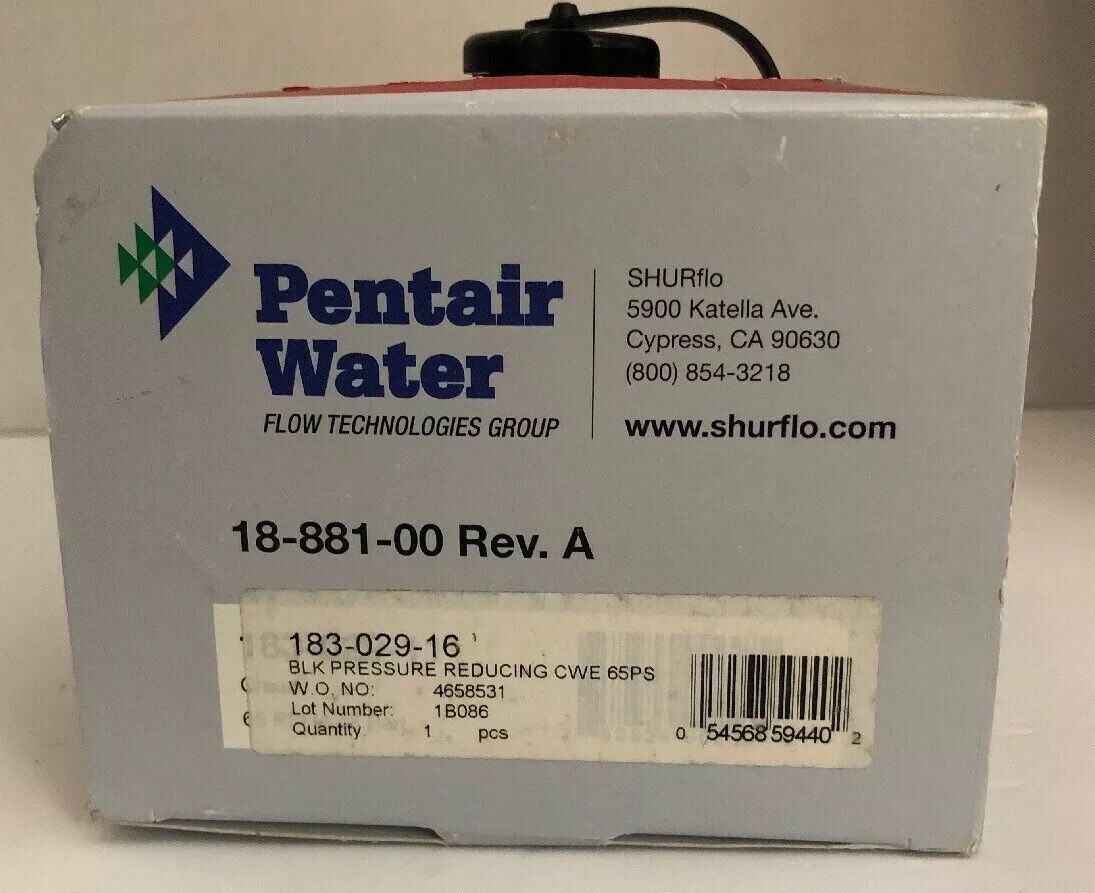 Pentair
Water
FLOW TECHNOLOGIES GROUP
SHURflo
5900 Katella Ave.
Cypress, CA 90630
(800) 854-3218
www.shurflo.com
18-881-00 Rev. A
183-029-16
BLK PRESSURE REDUCING CWE 65PS
W.O. NO: 4658531
Lot Number: 1B086
Quantity 1 pcs
0 54568 59440 2